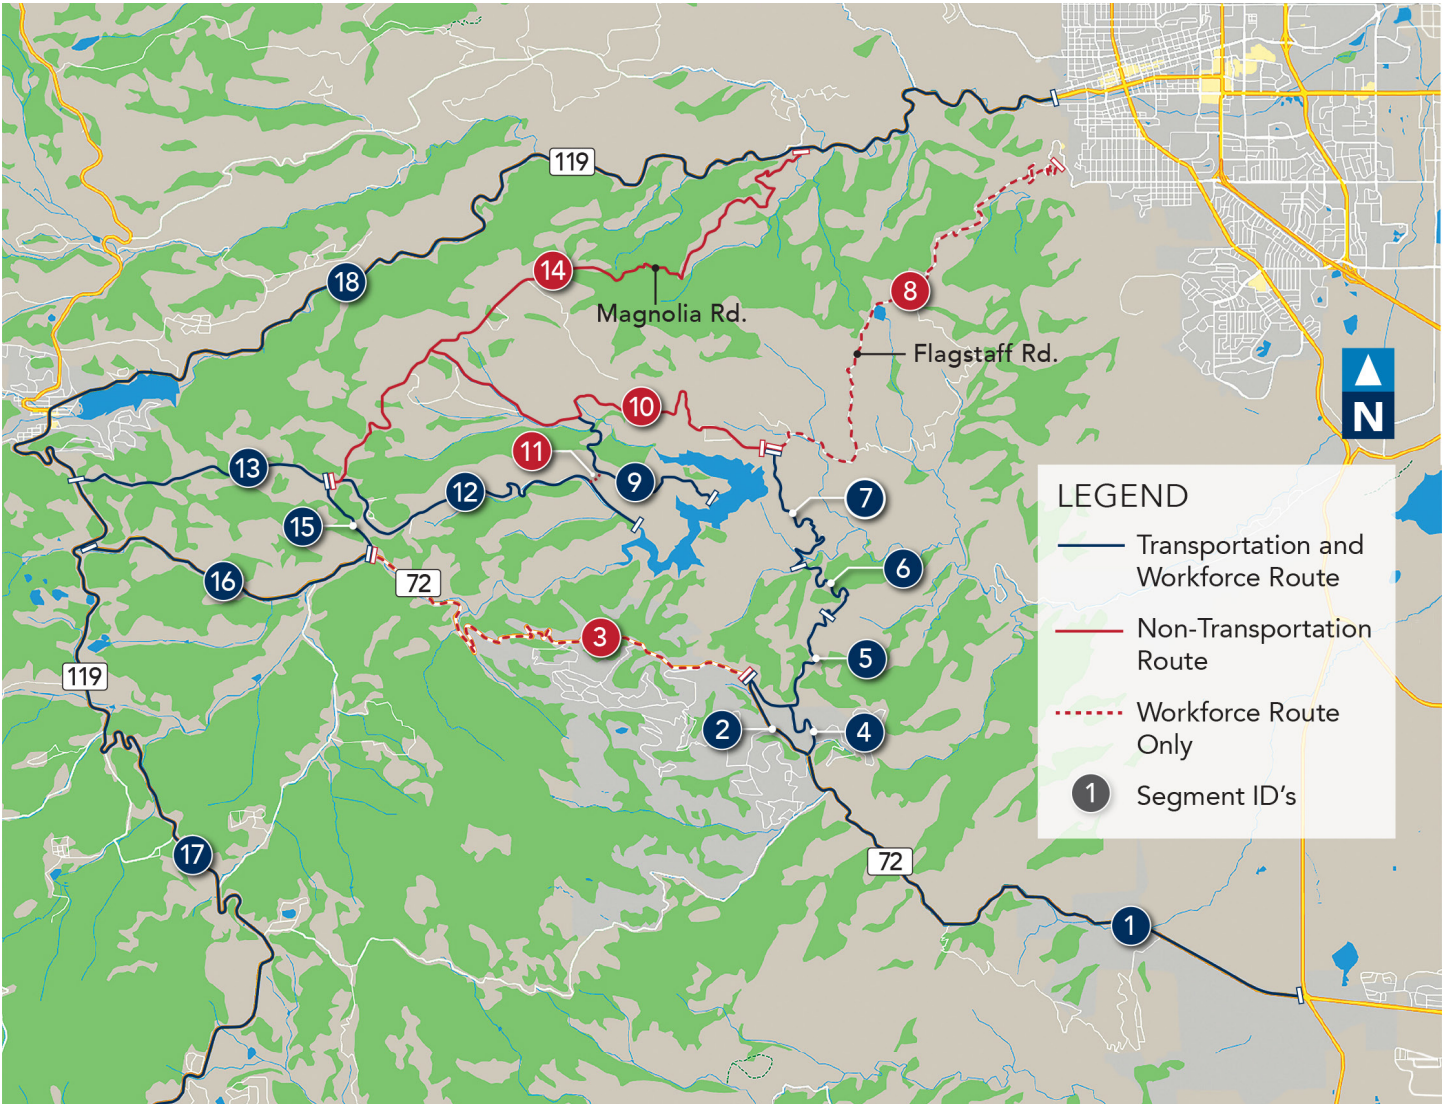 119
18
14
8
Magnolia Rd.
Flagstaff Rd.
10
N
11
13
12
9
7
15
LEGEND
Transportation and
Workforce Route
Non-Transportation
Route
Workforce Route
Only
1
Segment ID's
6
16
72
3
5
119
2
4
17
72
1